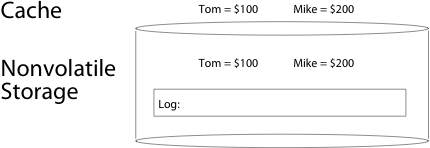 Cache
Tom = $100 Mike = $200
Nonvolatile
Storage
Tom = $100 Mike = $200
Log: